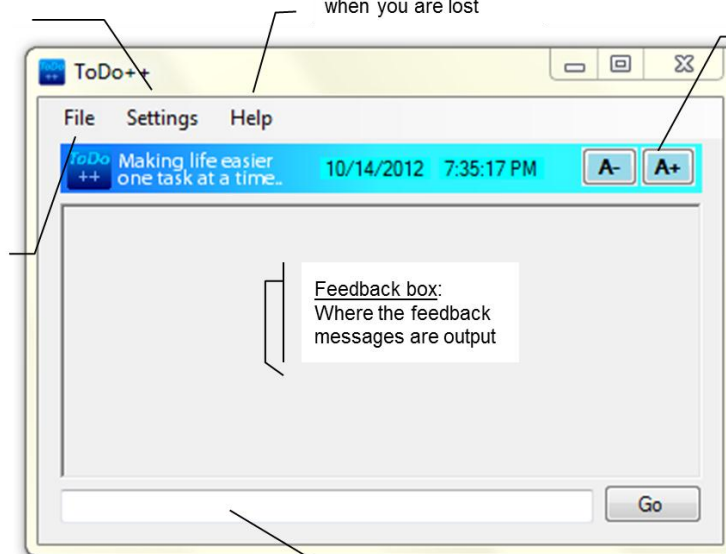 when you are lost
ToDo++
File Settings Help
ToDo
++
Making life easier
one task at a time..
10/14/2012 7:35:17 PM
A- A+
Feedback box:
Where the feedback
messages are output
Go